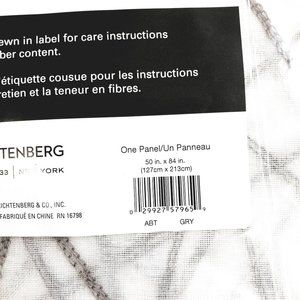 ewn in label for care instructions
ber content.
étiquette cousue pour les instructions
retien et la teneur en fibres.
TENBERG
33 | NEW YORK
One Panel/Un Panneau
50 in. x 84 in.
(127cm x 213cm)
ICHTENBERG & CO., INC.
FABRIQUÉ EN CHINE RN 16798
0 29927 57965 9
ABT GRY